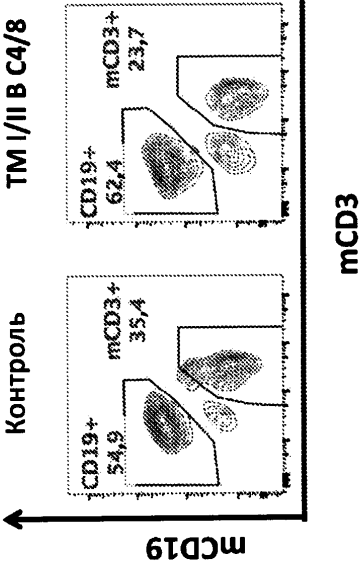 Контроль
TM I/II B C4/8
CD19+
54,9
mCD3+
35,4
CD19+
62,4
mCD3+
23,7
mCD19
mCD3